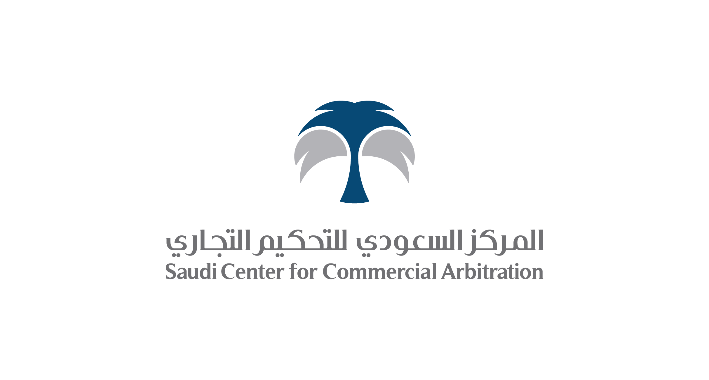 المركز السعودي للتحكيم التجاري
Saudi Center for Commercial Arbitration